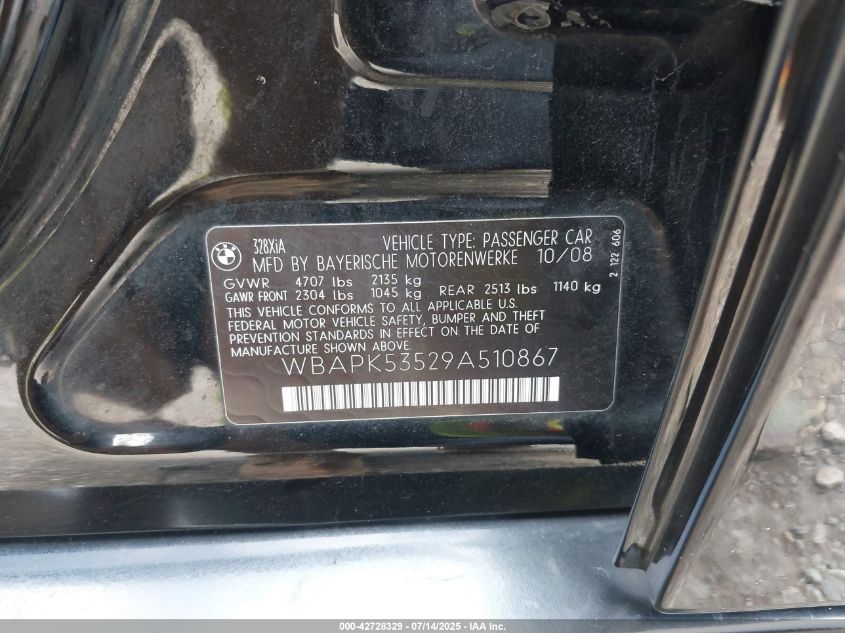 BMW
328XiA VEHICLE TYPE: PASSENGER CAR
MFD BY BAYERISCHE MOTORENWERKE 10/08
GVWR 4707 lbs 2135 kg
GAWR FRONT 2304 lbs 1045 kg REAR 2513 lbs 1140 kg
THIS VEHICLE CONFORMS TO ALL APPLICABLE U.S.
FEDERAL MOTOR VEHICLE SAFETY, BUMPER AND THEFT
PREVENTION STANDARDS IN EFFECT ON THE DATE OF
MANUFACTURE SHOWN ABOVE.
WBAPK53529A510867
2 122 606
000-42728329 - 07/14/2025 - IAA Inc.